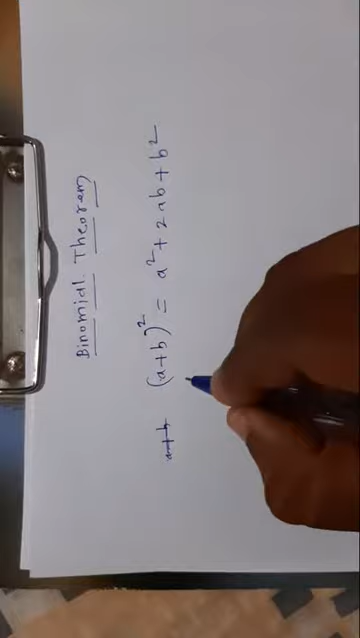 Binomial Theorem
(a+b)² = a² + 2ab + b²